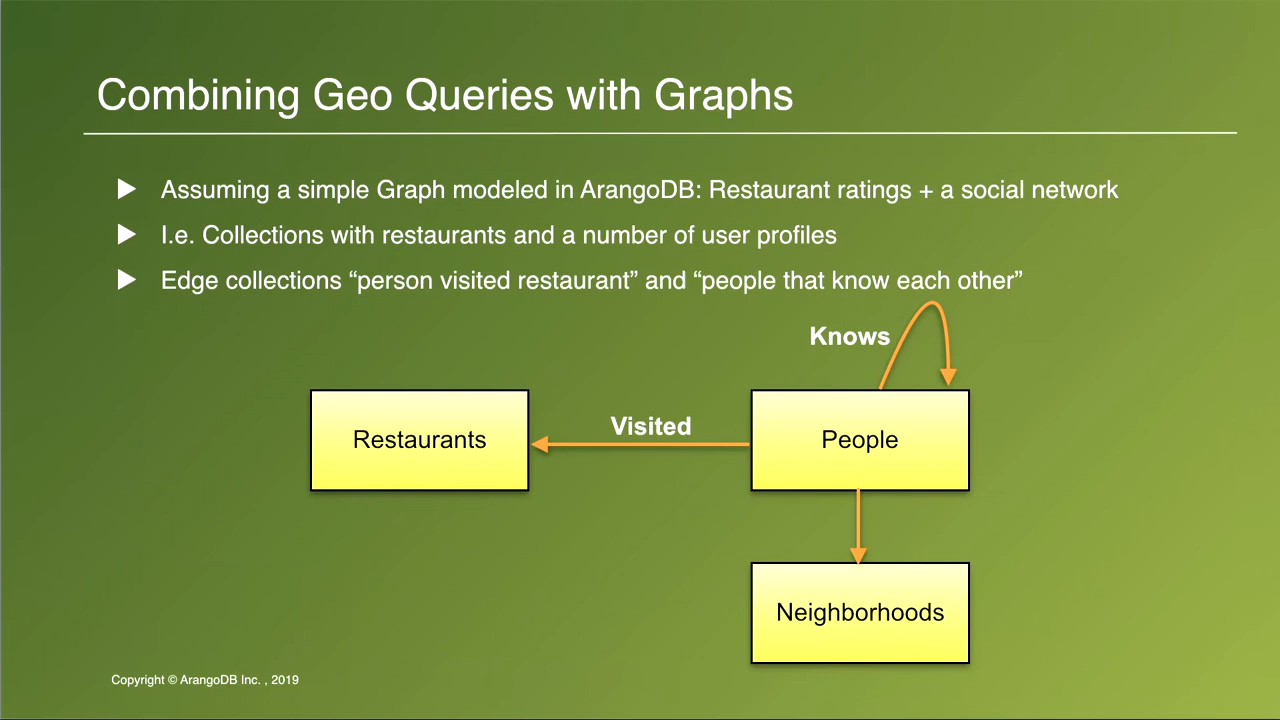 Combining Geo Queries with Graphs
Assuming a simple Graph modeled in ArangoDB: Restaurant ratings + a social network
I.e. Collections with restaurants and a number of user profiles
Edge collections “person visited restaurant” and “people that know each other”
Knows
Visited
Restaurants
People
Neighborhoods
Copyright © ArangoDB Inc. , 2019